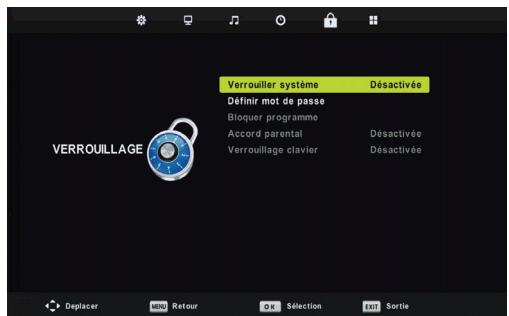 Verrouiller système Désactivée
Définir mot de passe
Bloquer programme
Accord parental Désactivée
Verrouillage clavier Désactivée
VERROUILLAGE
Deplacer MENU Retour OK Sélection EXIT Sortie